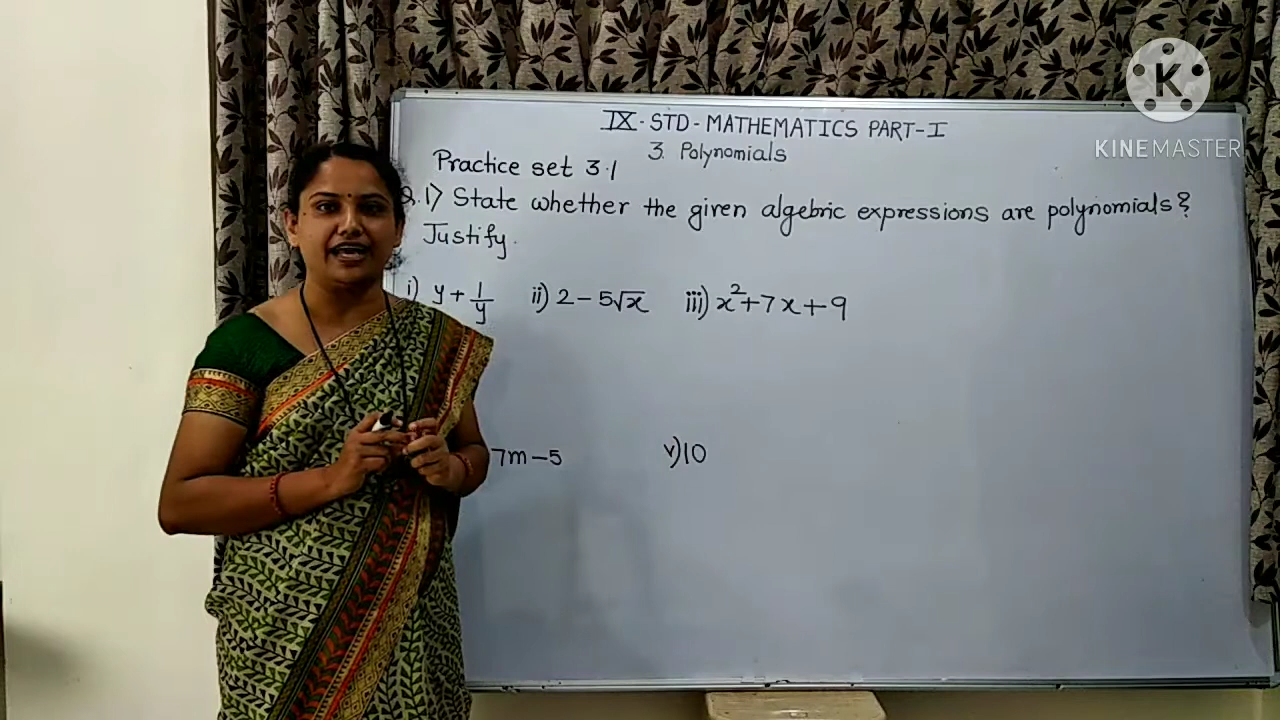 IX-STD-MATHEMATICS PART-I
3. Polynomials
Practice set 3.1
Q.1) State whether the given algebric expressions are polynomials?
Justify.
i) y + 1/y ii) 2 - 5√x iii) x²+7x+9
7m-5 v) 10
K
KINEMASTER